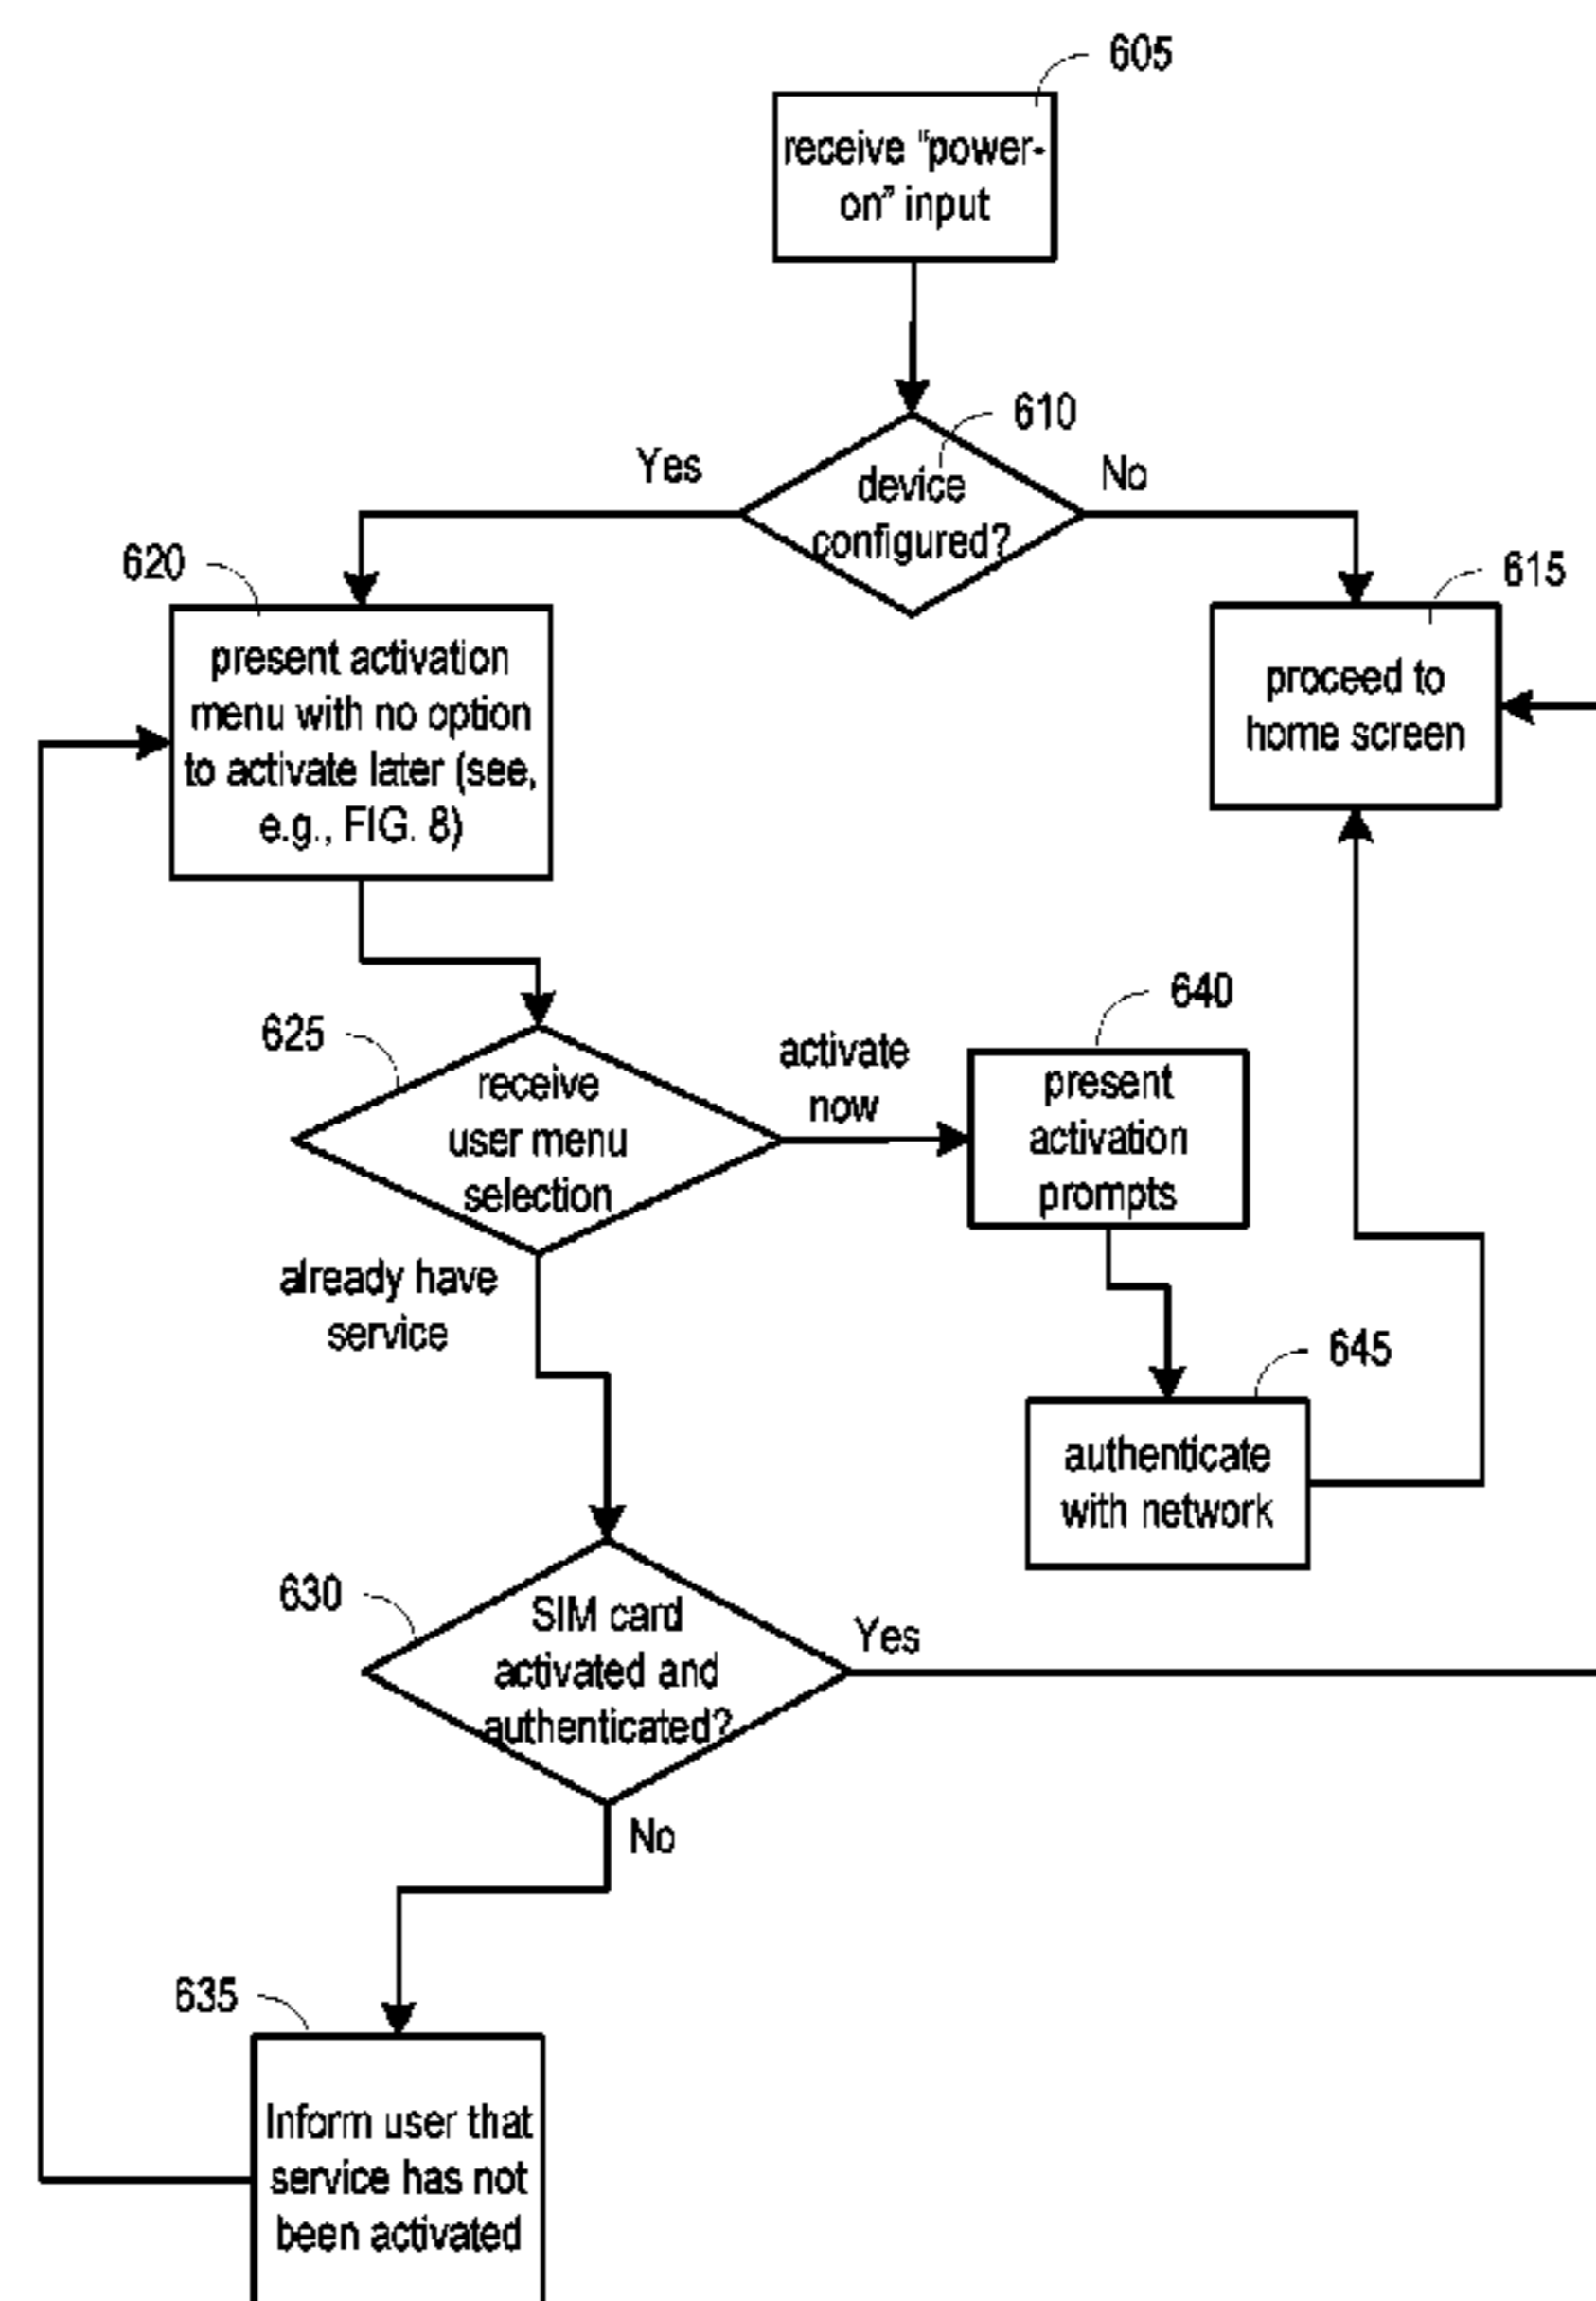 605
receive "power-
on” input
610
Yes
No
device
configured?
620
615
present activation
menu with no option
to activate later (see,
e.g., FIG. 8)
proceed to
home screen
625
receive
user menu
selection
activate
now
640
present
activation
prompts
already have
service
645
authenticate
with network
630
SIM card
activated and
authenticated?
Yes
No
635
Inform user that
service has not
been activated